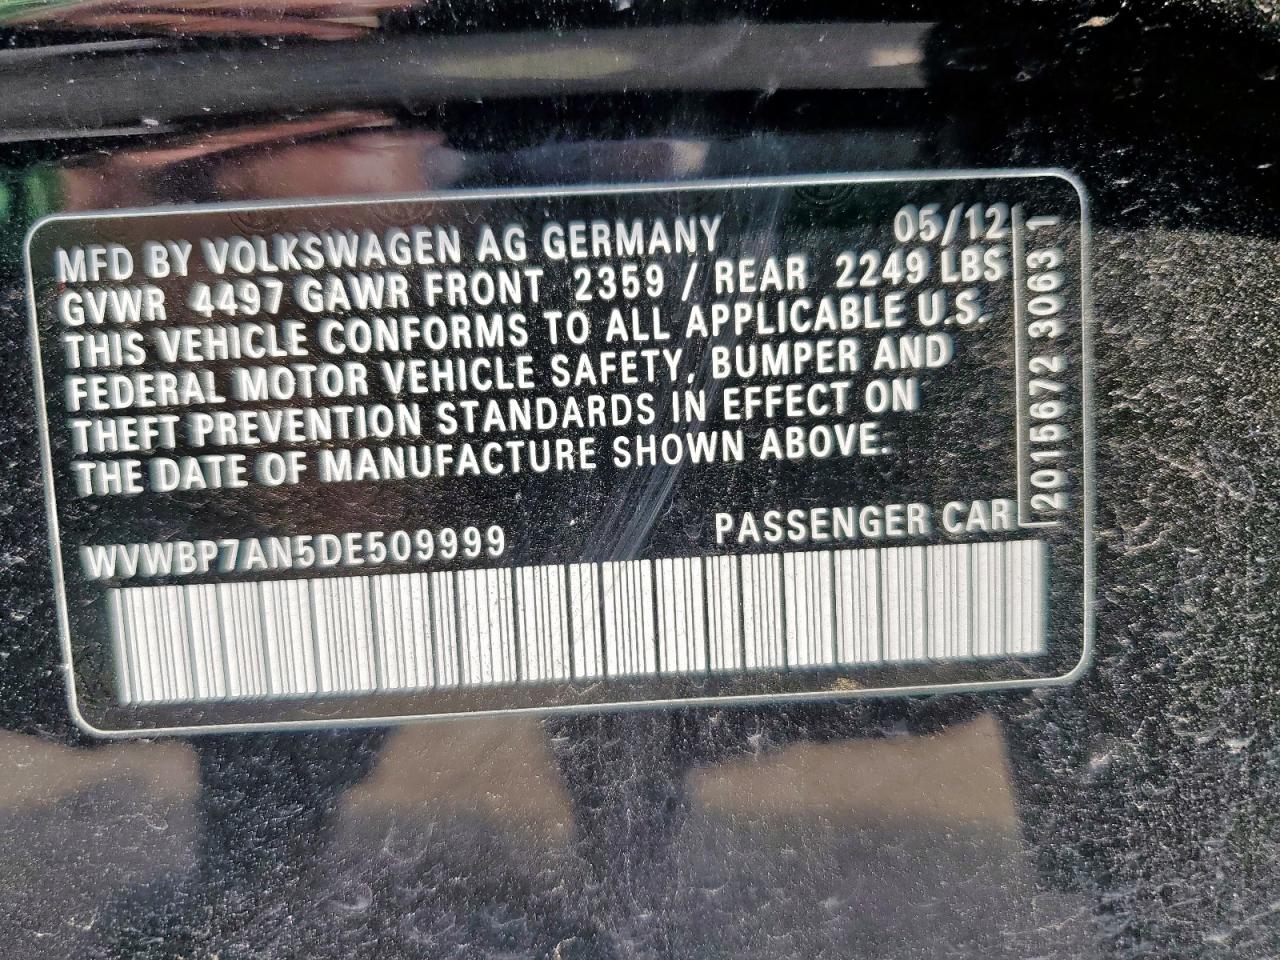 MFD BY VOLKSWAGEN AG GERMANY 05/12
GVWR 4497 GAWR FRONT 2359 / REAR 2249 LBS
THIS VEHICLE CONFORMS TO ALL APPLICABLE U.S.
FEDERAL MOTOR VEHICLE SAFETY, BUMPER AND
THEFT PREVENTION STANDARDS IN EFFECT ON
THE DATE OF MANUFACTURE SHOWN ABOVE.
WVWBP7AN5DE509999 PASSENGER CAR
2015672 3063 1